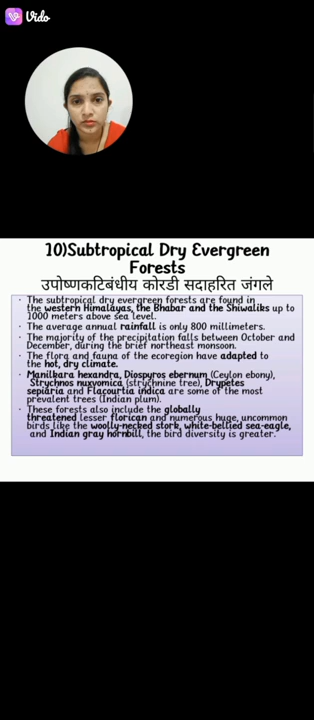 Vido
10)Subtropical Dry Evergreen
Forests
उपोष्णकटिबंधीय कोरडी सदाहरित जंगले
• The subtropical dry evergreen forests are found in
the western Himalayas, the Bhabar and the Shiwaliks up to
1000 meters above sea level.
• The average annual rainfall is only 800 millimeters.
• The majority of the precipitation falls between October and
December, during the brief northeast monsoon.
• The flora and fauna of the ecoregion have adapted to
the hot, dry climate.
• Manilkara hexandra, Diospyros ebernum (Ceylon ebony),
Strychnos nuxvomica (strychnine tree), Drypetes
sepiaria and Flacourtia indica are some of the most
prevalent trees (Indian plum).
• These forests also include the globally
threatened lesser florican and numerous huge, uncommon
birds like the woolly-necked stork, white-bellied sea-eagle,
and Indian gray hornbill, the bird diversity is greater.